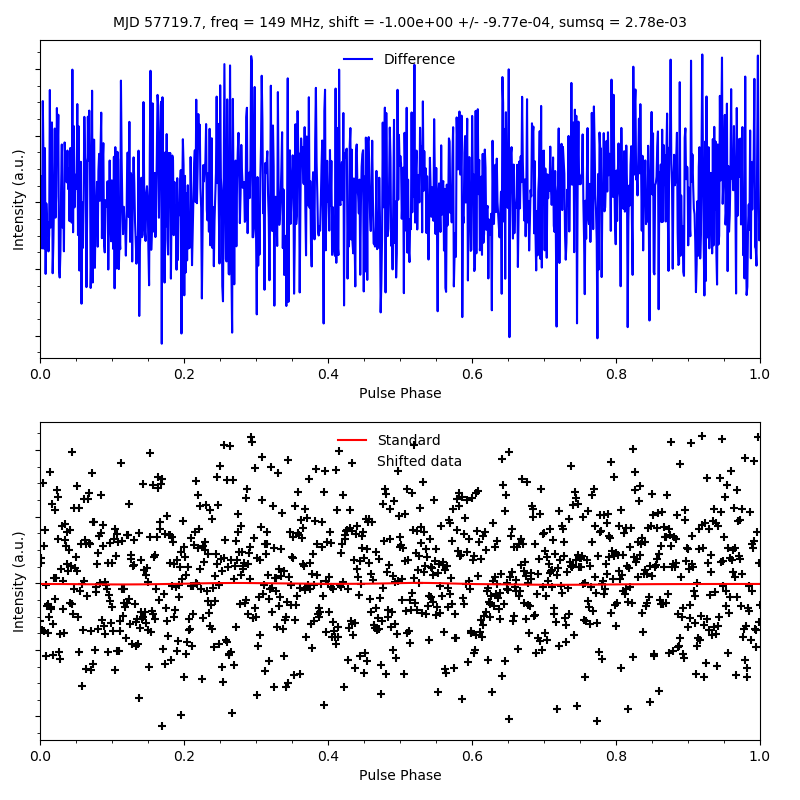 MJD 57719.7, freq = 149 MHz, shift = -1.00e+00 +/- -9.77e-04, sumsq = 2.78e-03
Difference
Intensity (a.u.)
0.0 0.2 0.4 0.6 0.8 1.0
Pulse Phase
Standard
Shifted data
Intensity (a.u.)
0.0 0.2 0.4 0.6 0.8 1.0
Pulse Phase